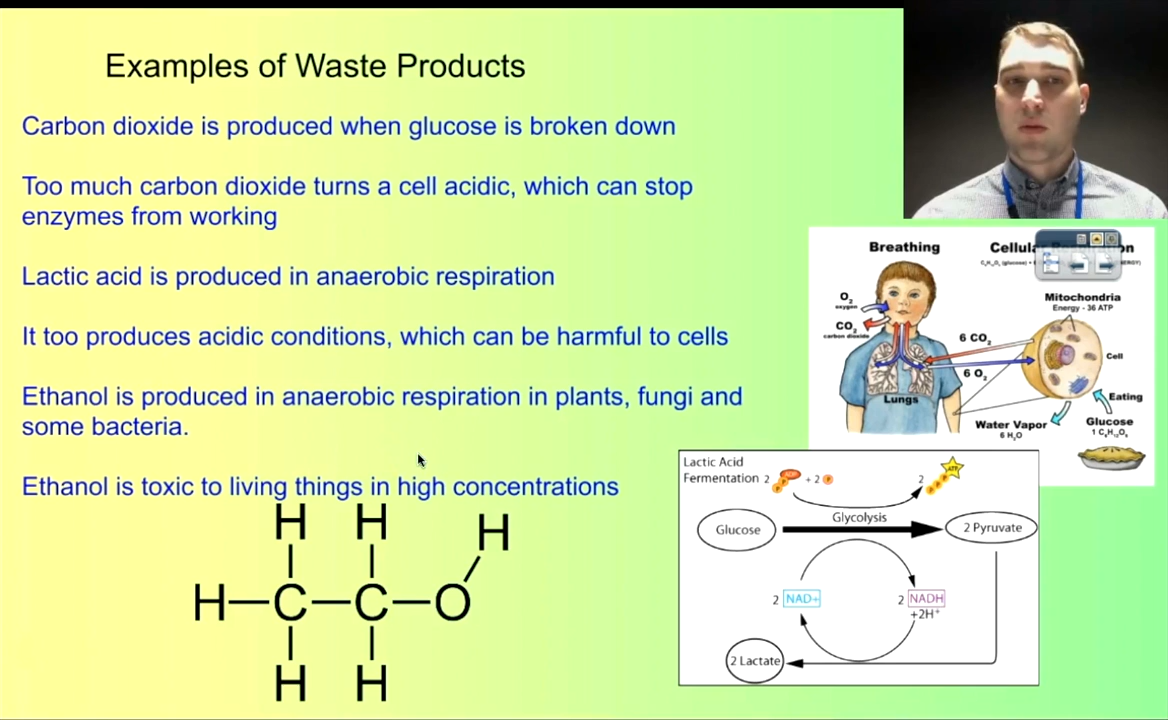 Examples of Waste Products
Carbon dioxide is produced when glucose is broken down
Too much carbon dioxide turns a cell acidic, which can stop
enzymes from working
Lactic acid is produced in anaerobic respiration
It too produces acidic conditions, which can be harmful to cells
Ethanol is produced in anaerobic respiration in plants, fungi and
some bacteria.
Ethanol is toxic to living things in high concentrations
H H H
H—C—C—O
H H
Breathing
O₂
oxygen
CO₂
carbon dioxide
Lungs
Mitochondria
Energy - 36 ATP
6 CO₂
6 O₂
Cell
Eating
Glucose
1 C₆H₁₂O₆
Water Vapor
6 H₂O
Lactic Acid
Fermentation 2 + 2 P 2 ATP
Glucose
Glycolysis
2 Pyruvate
2 NAD+
2 NADH
+2H⁺
2 Lactate